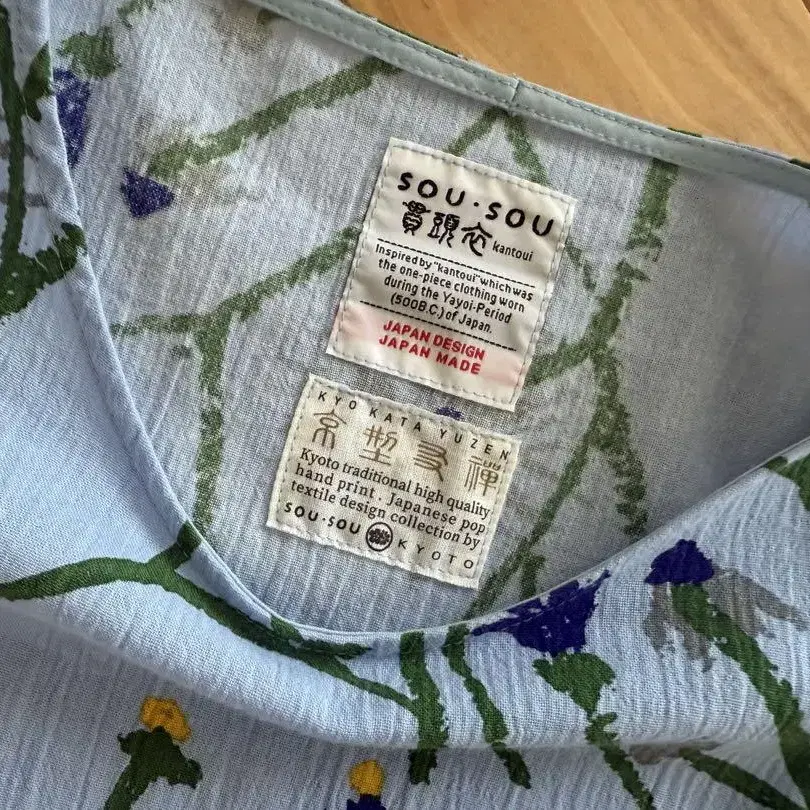 SOU・SOU
貫頭衣 kantoui
Inspired by "kantoui" which was
the one-piece clothing worn
during the Yayoi-Period
(500B.C.) of Japan.
JAPAN DESIGN
JAPAN MADE
KYO KATA YUZEN
京型友禅
Kyoto traditional high quality
hand print・Japanese pop
textile design collection by
SOU・SOU KYOTO